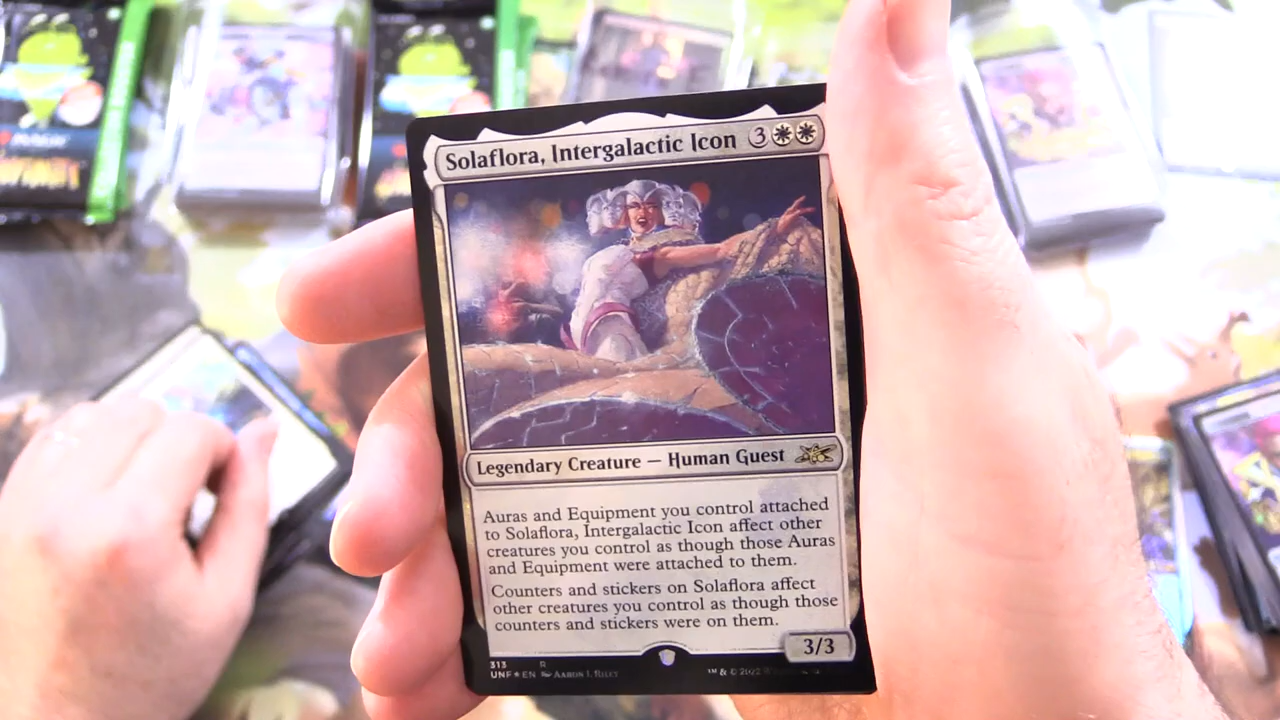 Solaflora, Intergalactic Icon 3
Legendary Creature — Human Guest
Auras and Equipment you control attached
to Solaflora, Intergalactic Icon affect other
creatures you control as though those Auras
and Equipment were attached to them.
Counters and stickers on Solaflora affect
other creatures you control as though those
counters and stickers were on them.
3/3
313 R
UNF★EN Aaron J. Riley ™ & © 2022